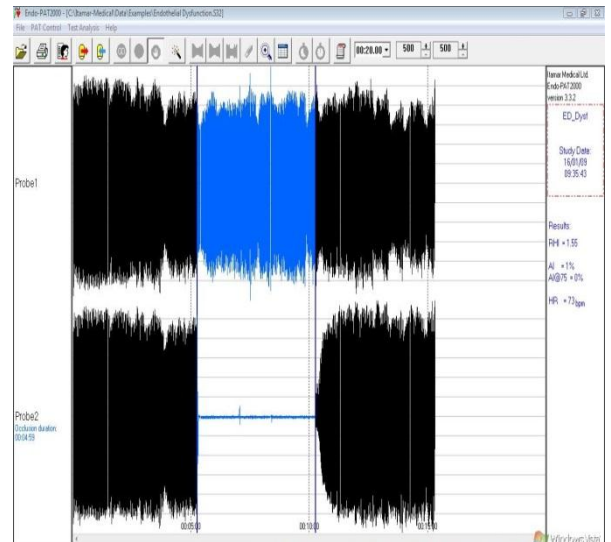 Endo-PAT2000 - [C:\Itamar-Medical\Data\Examples\Endothelial Dysfunction.S32]
File PAT Control Test Analysis Help
00:20.00 500 500
Itamar Medical Ltd.
Endo-PAT2000
version 3.3.2
ED_Dysf
Study Date:
16/01/09
09:35:43
Probe1
Results:
RHI = 1.55
AI = 1%
AI@75 = 0%
HR = 73 bpm
Probe2
Occlusion duration:
00:04:59
00:05:00 00:10:00 00:15:00